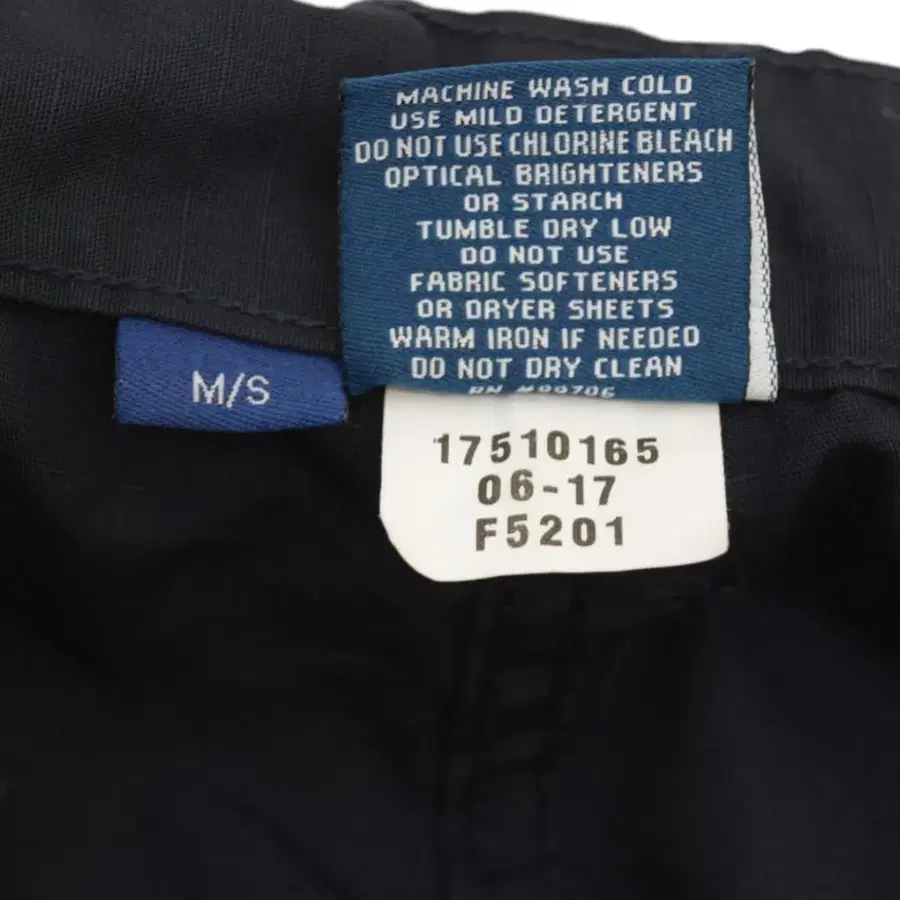 MACHINE WASH COLD
USE MILD DETERGENT
DO NOT USE CHLORINE BLEACH
OPTICAL BRIGHTENERS
OR STARCH
TUMBLE DRY LOW
DO NOT USE
FABRIC SOFTENERS
OR DRYER SHEETS
WARM IRON IF NEEDED
DO NOT DRY CLEAN
RN #99706
M/S
17510165
06-17
F5201